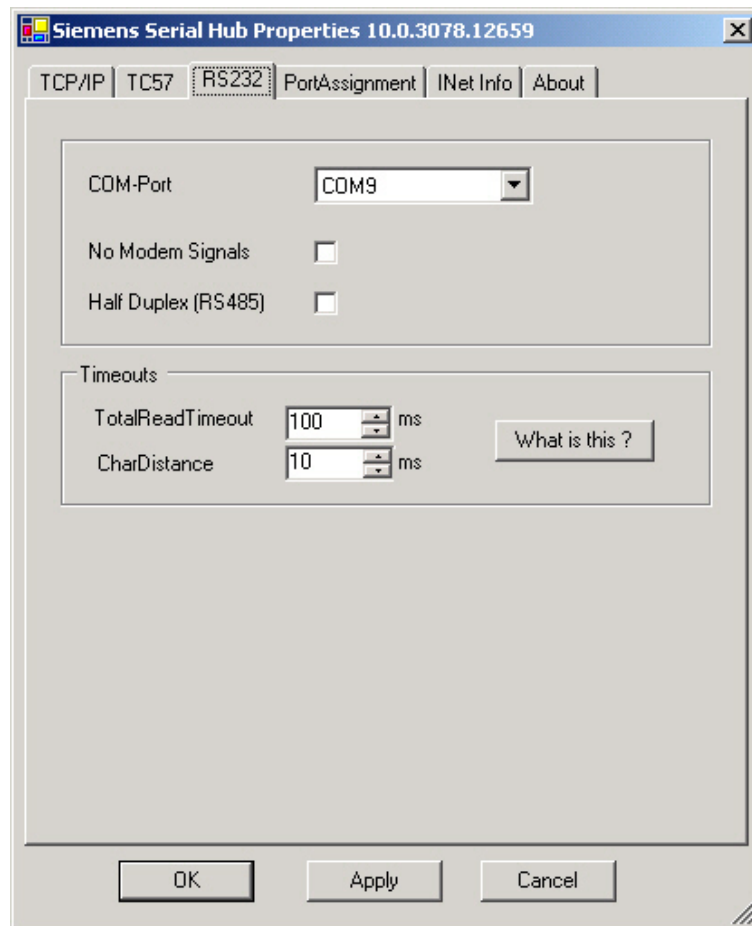 Siemens Serial Hub Properties 10.0.3078.12659
TCP/IP TC57 RS232 PortAssignment INet Info About
COM-Port COM9
No Modem Signals
Half Duplex (RS485)
Timeouts
TotalReadTimeout 100 ms
What is this ?
CharDistance 10 ms
OK Apply Cancel